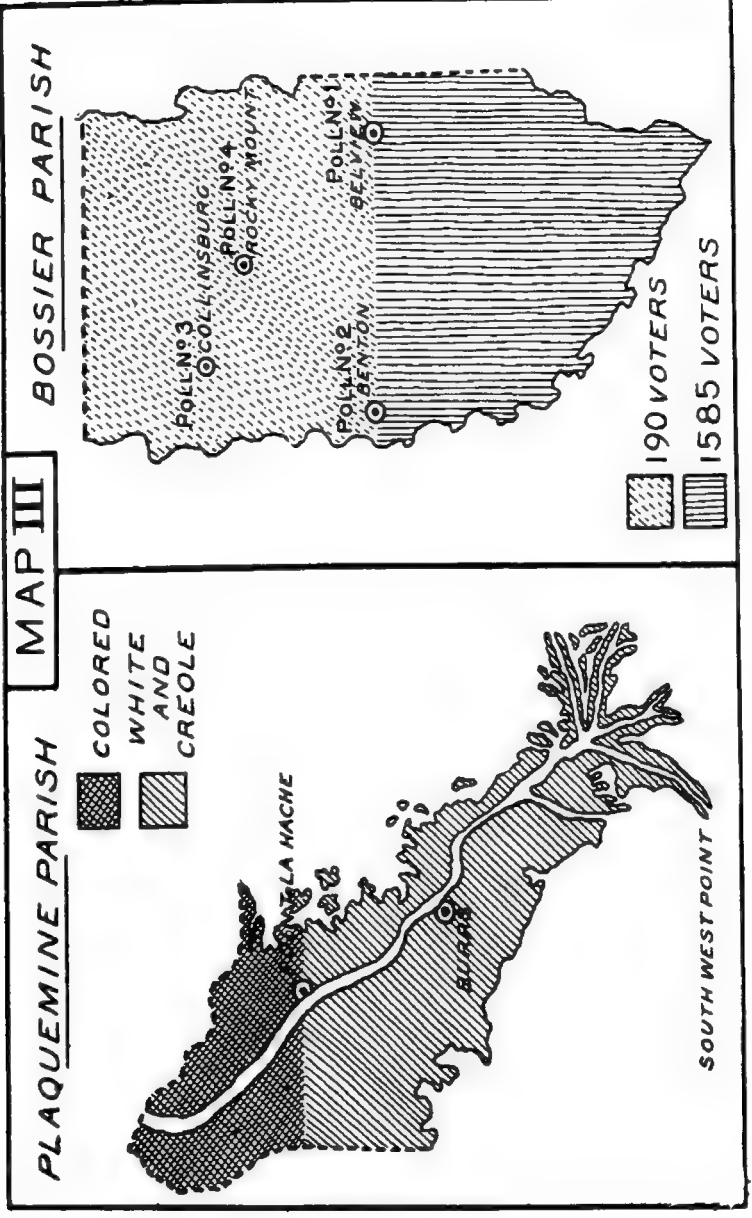 MAP III
PLAQUEMINE PARISH
COLORED
WHITE
AND
CREOLE
LA HACHE
BURAS
SOUTH WEST POINT
BOSSIER PARISH
POLL Nº 3
COLLINSBURG
POLL Nº 4
ROCKY MOUNT
POLL Nº 2
BENTON
POLL Nº 1
BELVIEW
190 VOTERS
1585 VOTERS